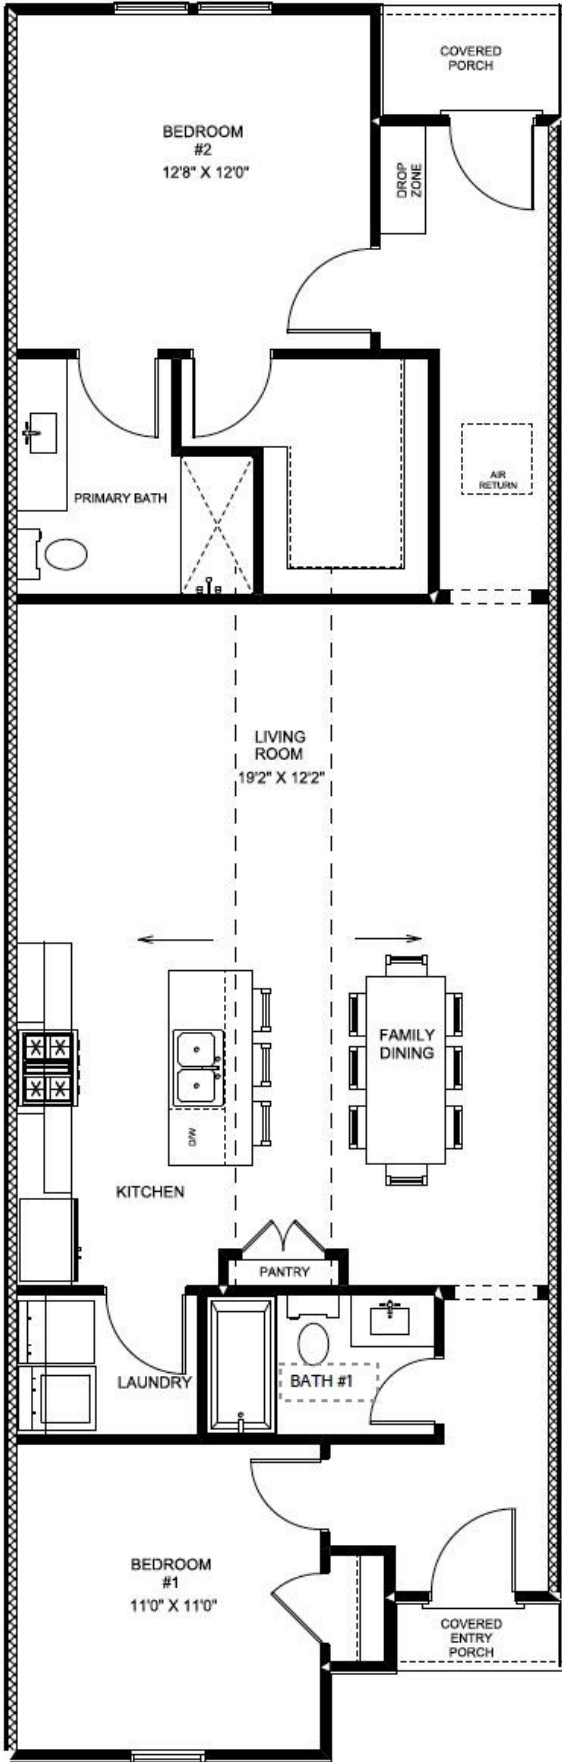 COVERED
PORCH
BEDROOM
#2
12'8" X 12'0"
DROP
ZONE
AIR
RETURN
PRIMARY BATH
LIVING
ROOM
19'2" X 12'2"
FAMILY
DINING
D/W
KITCHEN
PANTRY
LAUNDRY
BATH #1
BEDROOM
#1
11'0" X 11'0"
COVERED
ENTRY
PORCH